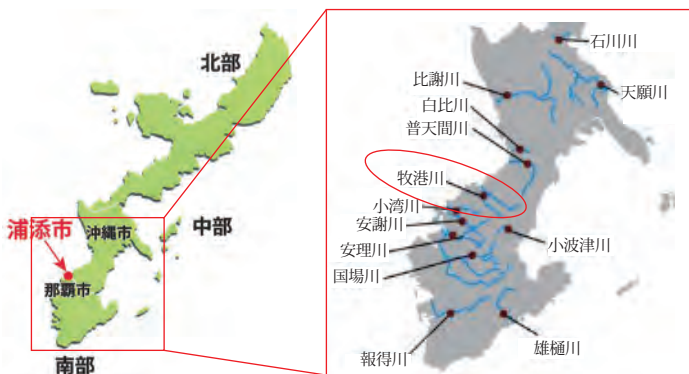 北部
中部
沖縄市
浦添市
那覇市
南部
石川川
比謝川
天願川
白比川
普天間川
牧港川
小湾川
安謝川
小波津川
安理川
国場川
報得川
雄樋川